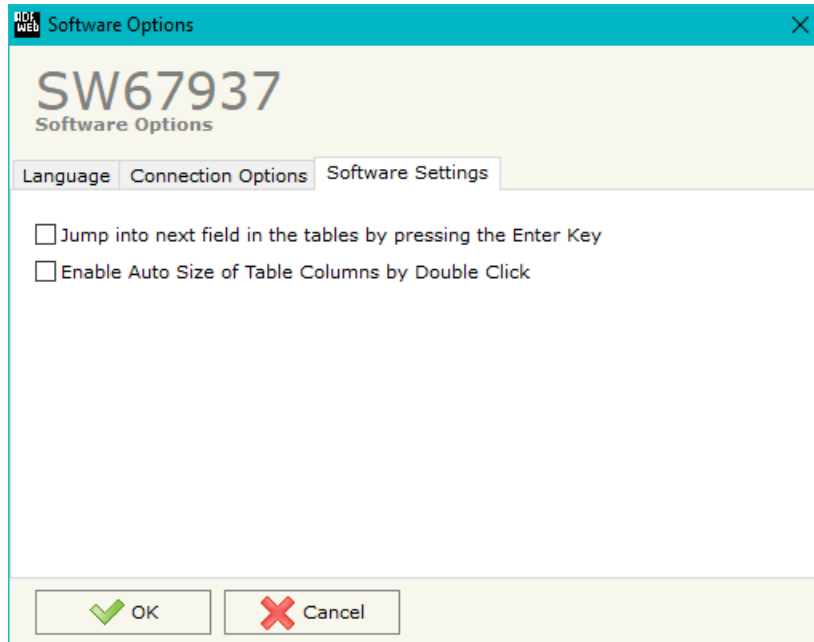 ADF
WEB
Software Options
SW67937
Software Options
Language
Connection Options
Software Settings
Jump into next field in the tables by pressing the Enter Key
Enable Auto Size of Table Columns by Double Click
OK
Cancel